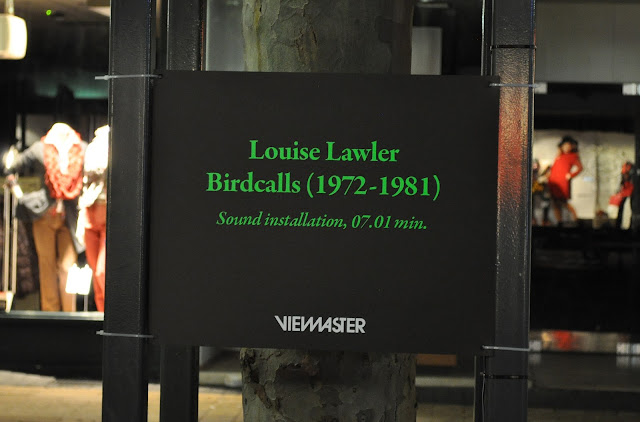 Louise Lawler
Birdcalls (1972-1981)
Sound installation, 07.01 min.
VIEWMASTER